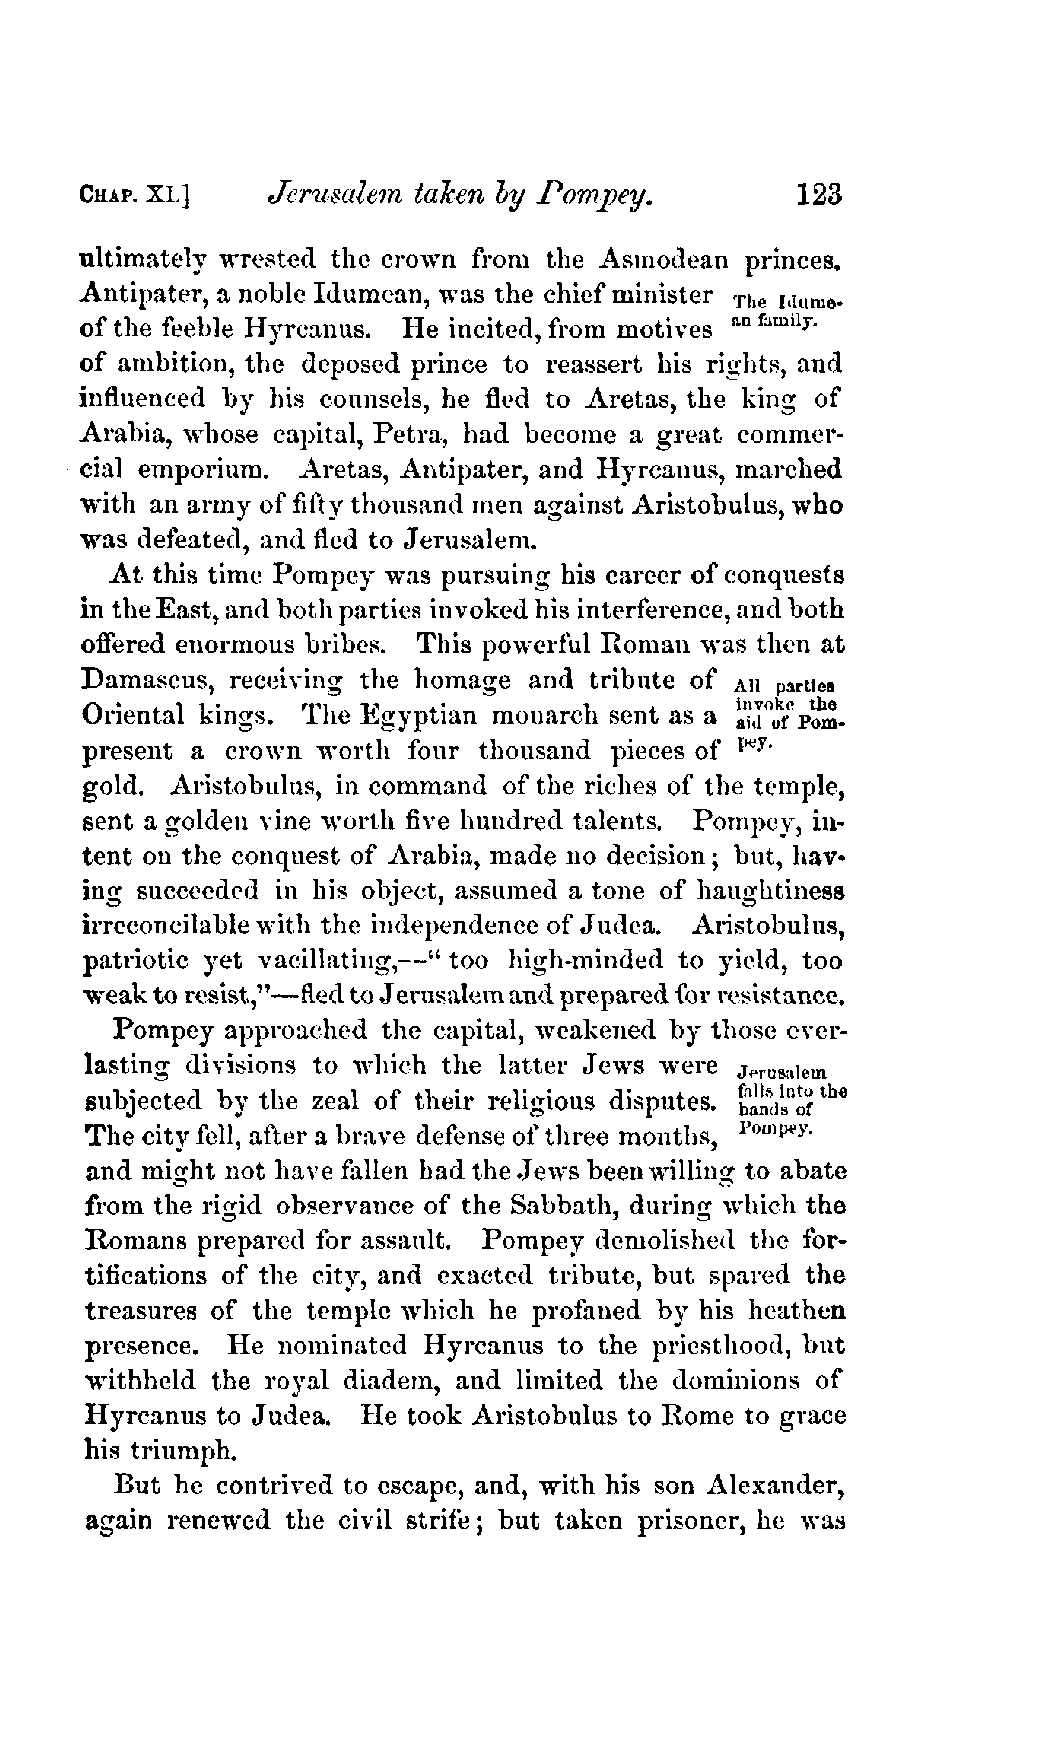 CHAP. XI.] Jerusalem taken by Pompey. 123
ultimately wrested the crown from the Asmodean princes.
Antipater, a noble Idumean, was the chief minister
The Idume-
an family.
of the feeble Hyrcanus. He incited, from motives
of ambition, the deposed prince to reassert his rights, and
influenced by his counsels, he fled to Aretas, the king of
Arabia, whose capital, Petra, had become a great commer-
cial emporium. Aretas, Antipater, and Hyrcanus, marched
with an army of fifty thousand men against Aristobulus, who
was defeated, and fled to Jerusalem.
At this time Pompey was pursuing his career of conquests
in the East, and both parties invoked his interference, and both
offered enormous bribes. This powerful Roman was then at
Damascus, receiving the homage and tribute of
All parties
invoke the
aid of Pom-
pey.
Oriental kings. The Egyptian monarch sent as a
present a crown worth four thousand pieces of
gold. Aristobulus, in command of the riches of the temple,
sent a golden vine worth five hundred talents. Pompey, in-
tent on the conquest of Arabia, made no decision; but, hav-
ing succeeded in his object, assumed a tone of haughtiness
irreconcilable with the independence of Judea. Aristobulus,
patriotic yet vacillating,--"too high-minded to yield, too
weak to resist,"—fled to Jerusalem and prepared for resistance.
Pompey approached the capital, weakened by those ever-
lasting divisions to which the latter Jews were
Jerusalem
falls into the
hands of
Pompey.
subjected by the zeal of their religious disputes.
The city fell, after a brave defense of three months,
and might not have fallen had the Jews been willing to abate
from the rigid observance of the Sabbath, during which the
Romans prepared for assault. Pompey demolished the for-
tifications of the city, and exacted tribute, but spared the
treasures of the temple which he profaned by his heathen
presence. He nominated Hyrcanus to the priesthood, but
withheld the royal diadem, and limited the dominions of
Hyrcanus to Judea. He took Aristobulus to Rome to grace
his triumph.
But he contrived to escape, and, with his son Alexander,
again renewed the civil strife; but taken prisoner, he was